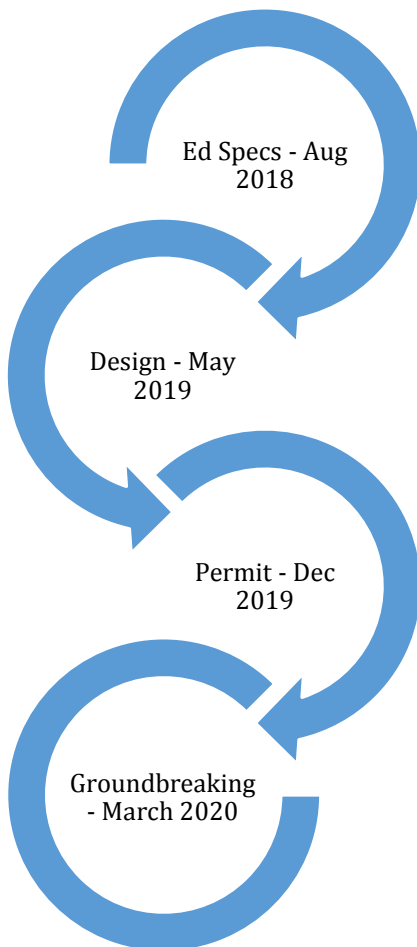 Ed Specs - Aug
2018
Design - May
2019
Permit - Dec
2019
Groundbreaking
- March 2020